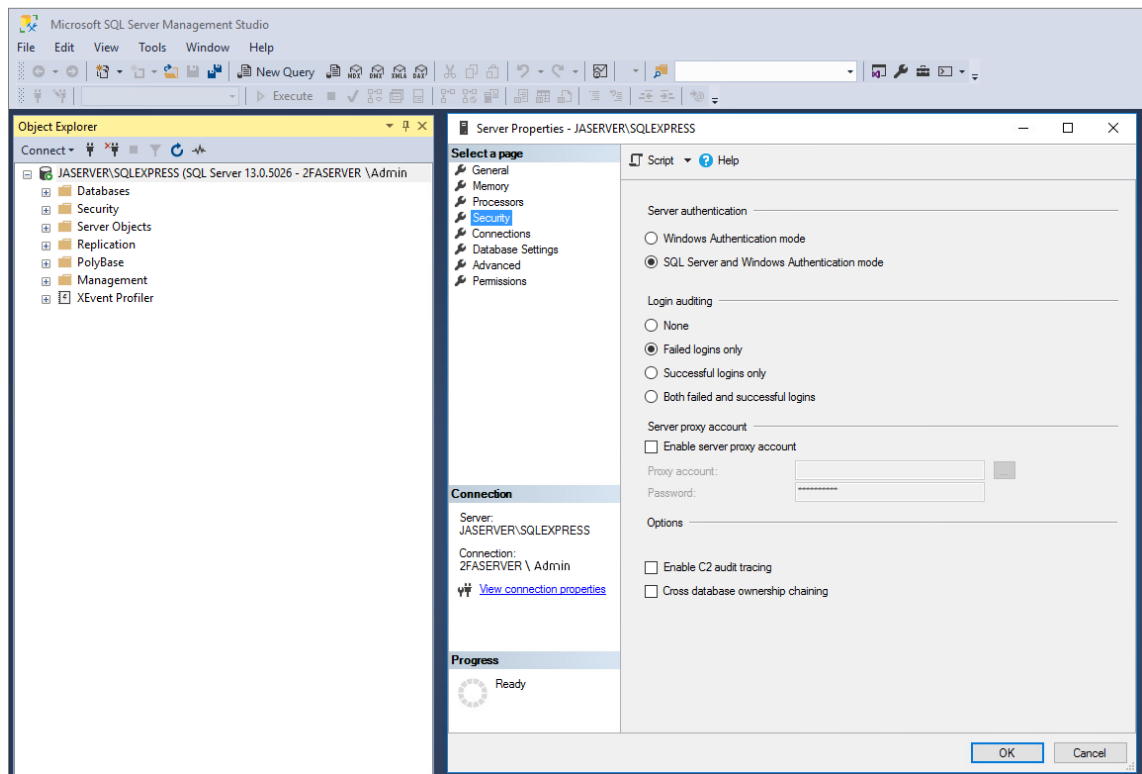 Microsoft SQL Server Management Studio
File Edit View Tools Window Help
New Query MDX DMX XMLA DAX
Execute
Object Explorer
Connect
JASERVER\SQLEXPRESS (SQL Server 13.0.5026 - 2FASERVER \Admin
Databases
Security
Server Objects
Replication
PolyBase
Management
XEvent Profiler
Server Properties - JASERVER\SQLEXPRESS
Select a page
General
Memory
Processors
Security
Connections
Database Settings
Advanced
Permissions
Connection
Server:
JASERVER\SQLEXPRESS
Connection:
2FASERVER \ Admin
View connection properties
Progress
Ready
Script Help
Server authentication
Windows Authentication mode
SQL Server and Windows Authentication mode
Login auditing
None
Failed logins only
Successful logins only
Both failed and successful logins
Server proxy account
Enable server proxy account
Proxy account:
...
Password:
**********
Options
Enable C2 audit tracing
Cross database ownership chaining
OK Cancel